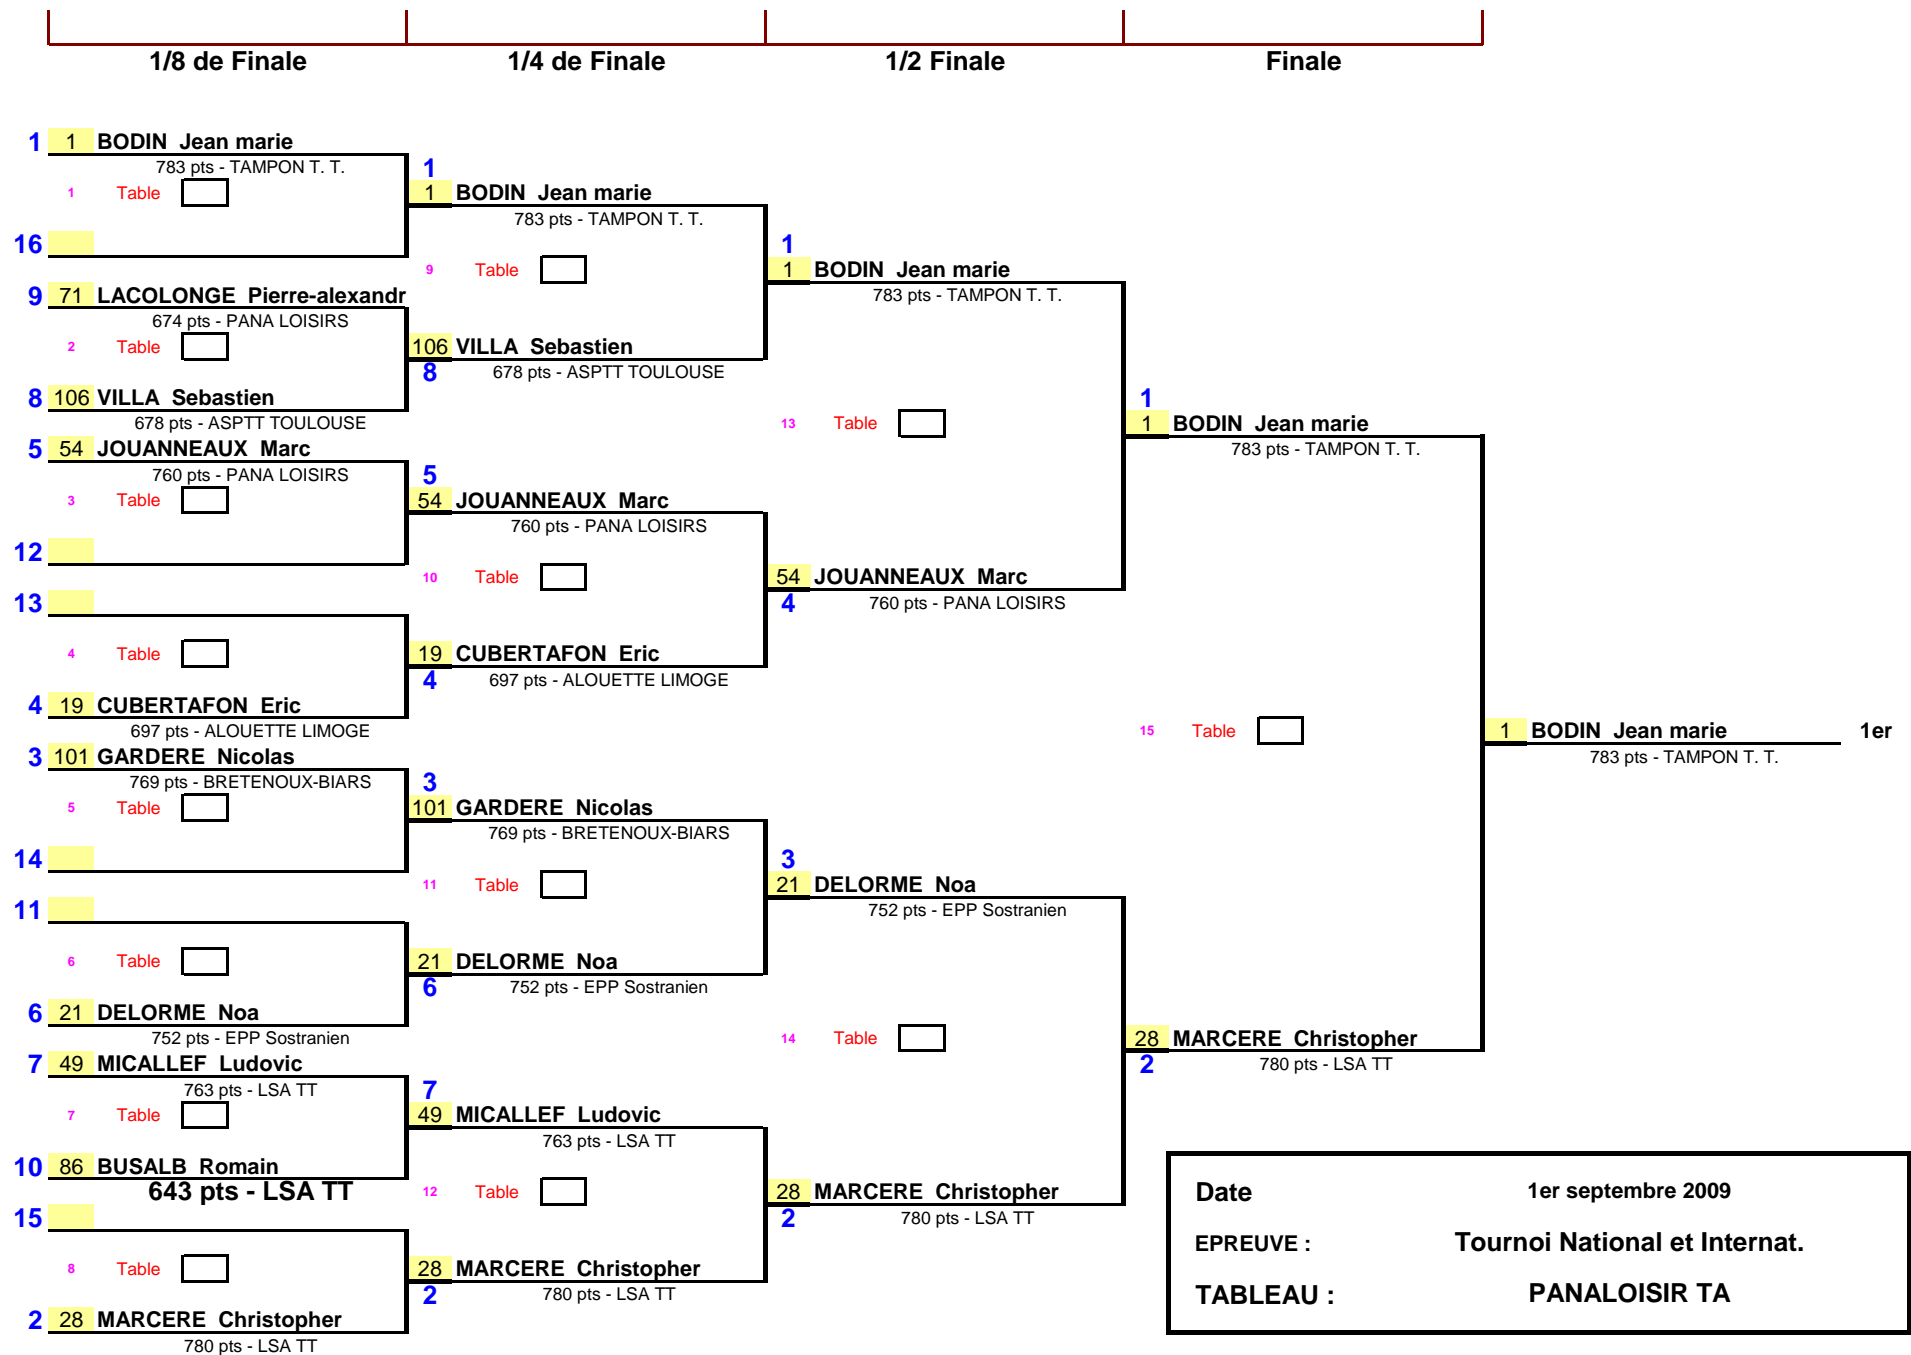 1/8 de Finale 1/4 de Finale 1/2 Finale Finale
1 1 BODIN Jean marie
783 pts - TAMPON T. T.
1 Table
16
9 71 LACOLONGE Pierre-alexandr
674 pts - PANA LOISIRS
2 Table
8 106 VILLA Sebastien
678 pts - ASPTT TOULOUSE
5 54 JOUANNEAUX Marc
760 pts - PANA LOISIRS
3 Table
12
13
4 Table
4 19 CUBERTAFON Eric
697 pts - ALOUETTE LIMOGE
3 101 GARDERE Nicolas
769 pts - BRETENOUX-BIARS
5 Table
14
11
6 Table
6 21 DELORME Noa
752 pts - EPP Sostranien
7 49 MICALLEF Ludovic
763 pts - LSA TT
7 Table
10 86 BUSALB Romain
643 pts - LSA TT
15
8 Table
2 28 MARCERE Christopher
780 pts - LSA TT
1
1 BODIN Jean marie
783 pts - TAMPON T. T.
9 Table
106 VILLA Sebastien
8 678 pts - ASPTT TOULOUSE
5
54 JOUANNEAUX Marc
760 pts - PANA LOISIRS
10 Table
19 CUBERTAFON Eric
4 697 pts - ALOUETTE LIMOGE
3
101 GARDERE Nicolas
769 pts - BRETENOUX-BIARS
11 Table
21 DELORME Noa
6 752 pts - EPP Sostranien
7
49 MICALLEF Ludovic
763 pts - LSA TT
12 Table
28 MARCERE Christopher
2 780 pts - LSA TT
1
1 BODIN Jean marie
783 pts - TAMPON T. T.
13 Table
54 JOUANNEAUX Marc
4 760 pts - PANA LOISIRS
3
21 DELORME Noa
752 pts - EPP Sostranien
14 Table
28 MARCERE Christopher
2 780 pts - LSA TT
1
1 BODIN Jean marie
783 pts - TAMPON T. T.
15 Table
28 MARCERE Christopher
2 780 pts - LSA TT
1 BODIN Jean marie 1er
783 pts - TAMPON T. T.
Date 1er septembre 2009
EPREUVE : Tournoi National et Internat.
TABLEAU : PANALOISIR TA